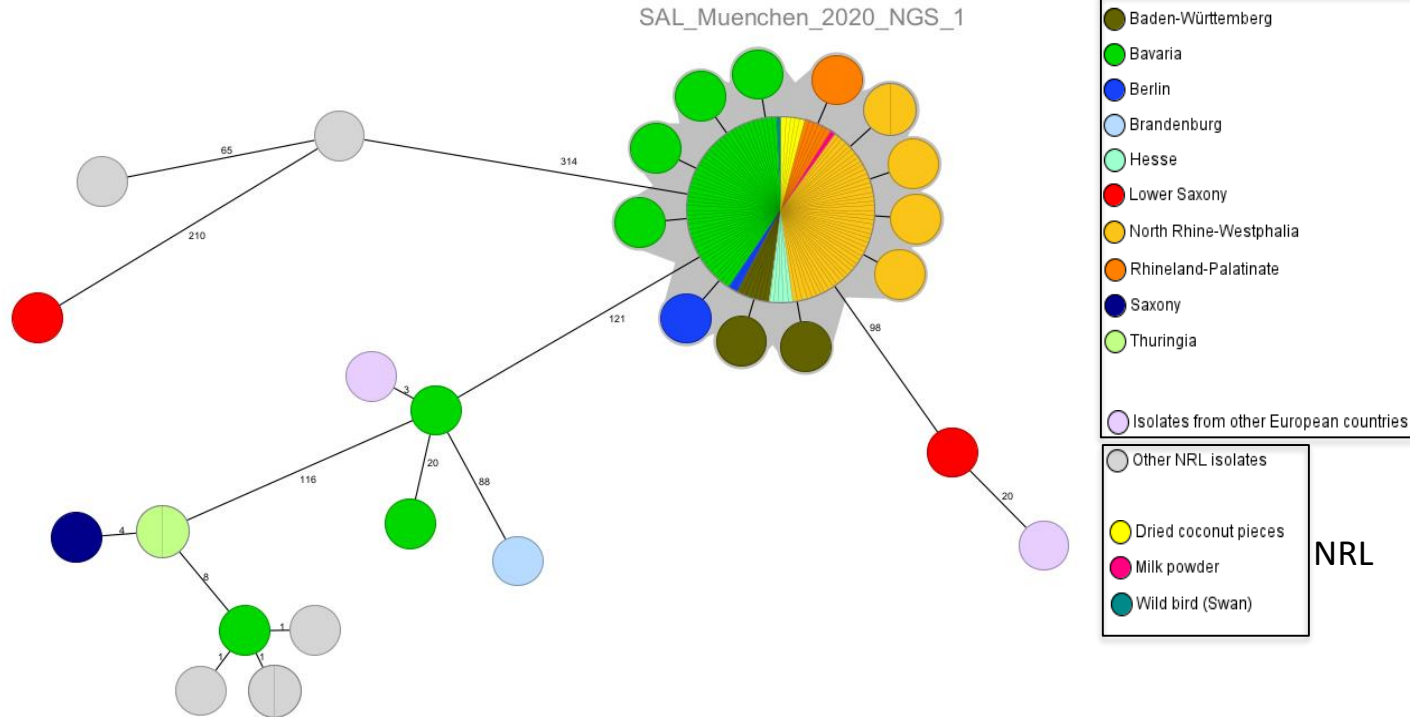 SAL_Muenchen_2020_NGS_1
Baden-Württemberg
Bavaria
Berlin
Brandenburg
Hesse
Lower Saxony
North Rhine-Westphalia
Rhineland-Palatinate
Saxony
Thuringia
Isolates from other European countries
Other NRL isolates
Dried coconut pieces
Milk powder
Wild bird (Swan)
NRL
65
314
210
121
98
3
20
88
116
20
4
8
1
1
1